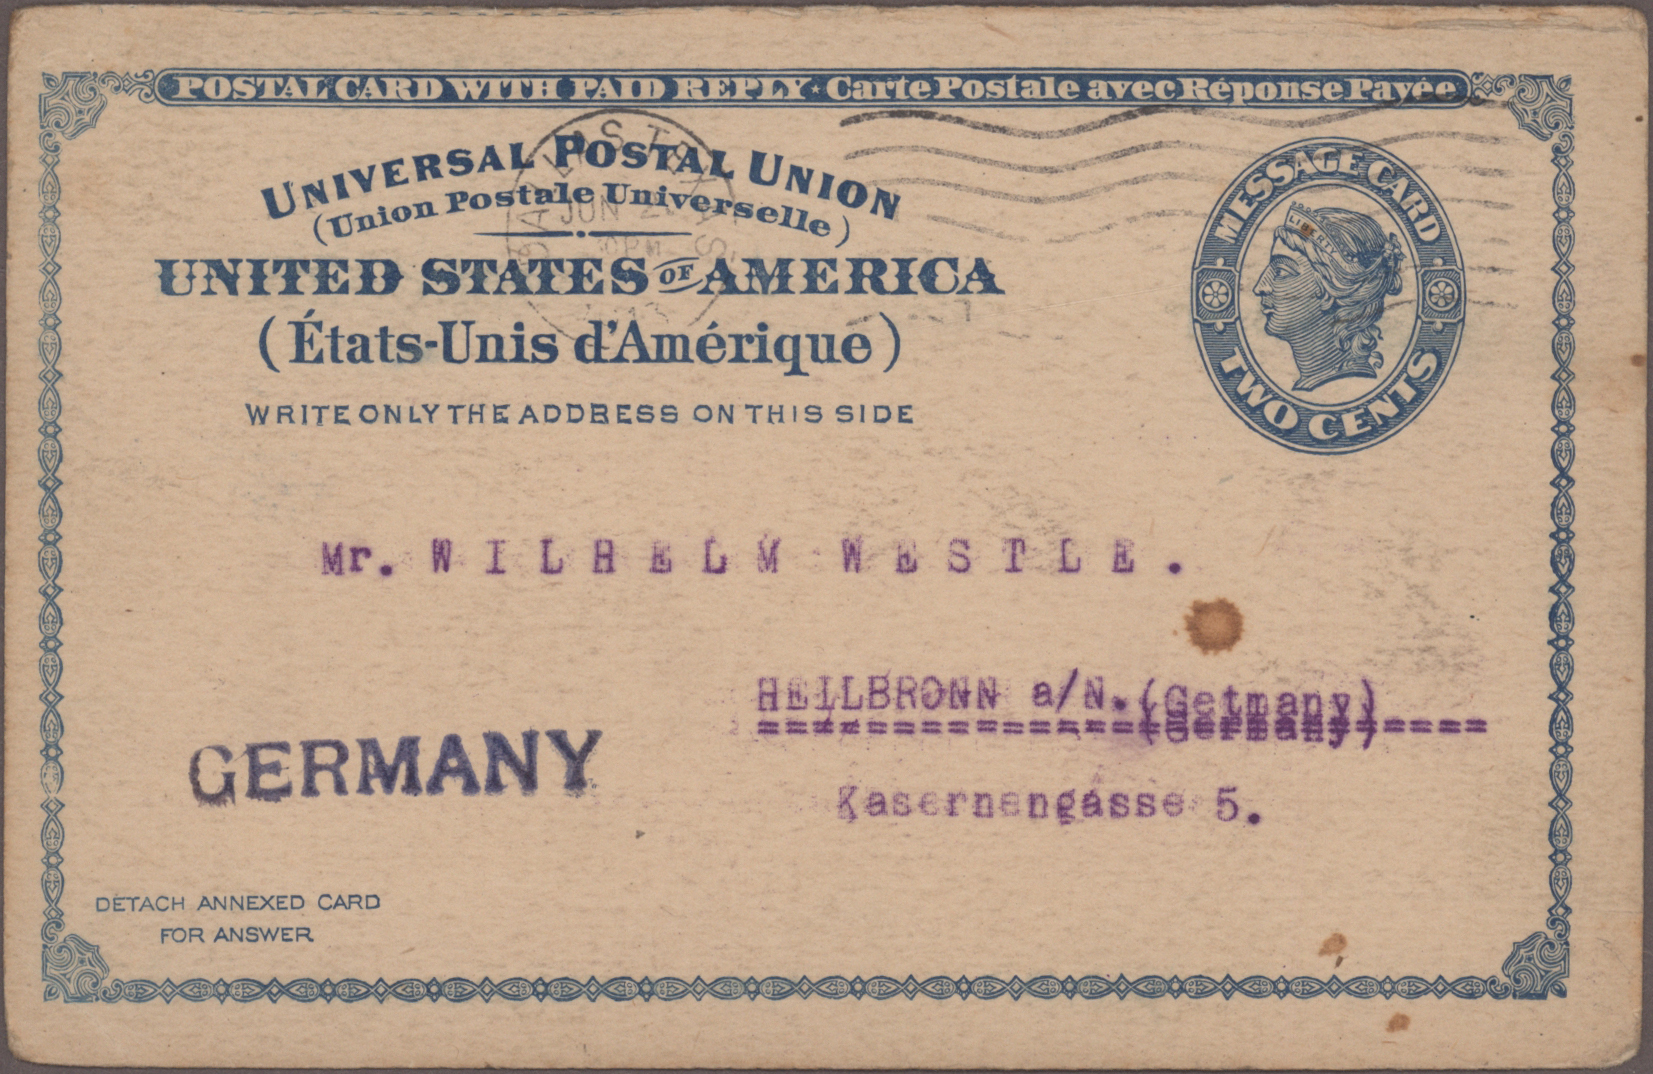 POSTAL CARD WITH PAID REPLY ★ Carte Postale avec Réponse Payée
UNIVERSAL POSTAL UNION
(Union Postale Universelle)
UNITED STATES OF AMERICA
(États-Unis d'Amérique)
WRITE ONLY THE ADDRESS ON THIS SIDE
MESSAGE CARD
LIBERTY
TWO CENTS
JUN
Mr. WILHELM WESTLE.
HEILBRONN a/N.(Getmany)
===========================
(Germany)
GERMANY
Kasernengasse 5.
DETACH ANNEXED CARD
FOR ANSWER